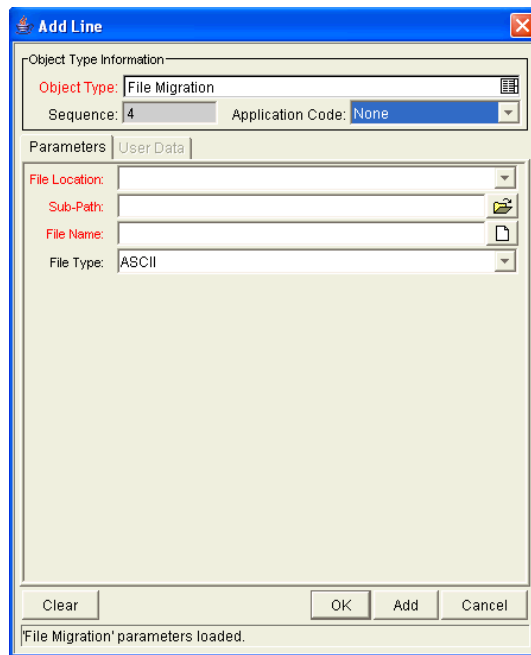 Add Line
Object Type Information
Object Type: File Migration
Sequence: 4 Application Code: None
Parameters User Data
File Location:
Sub-Path:
File Name:
File Type: ASCII
Clear OK Add Cancel
'File Migration' parameters loaded.